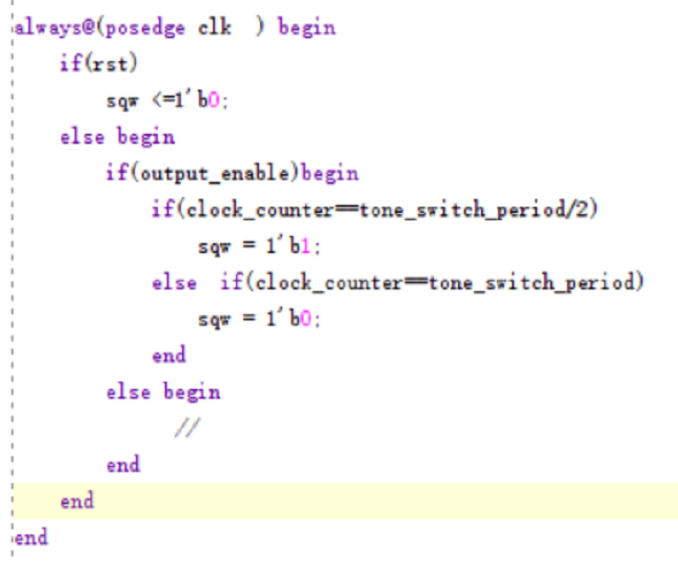 always@(posedge clk  ) begin
    if(rst)
        sqw <=1'b0;
    else begin
        if(output_enable)begin
            if(clock_counter==tone_switch_period/2)
                sqw = 1'b1;
            else  if(clock_counter==tone_switch_period)
                sqw = 1'b0;
            end
        else begin
              //
        end
    end
end